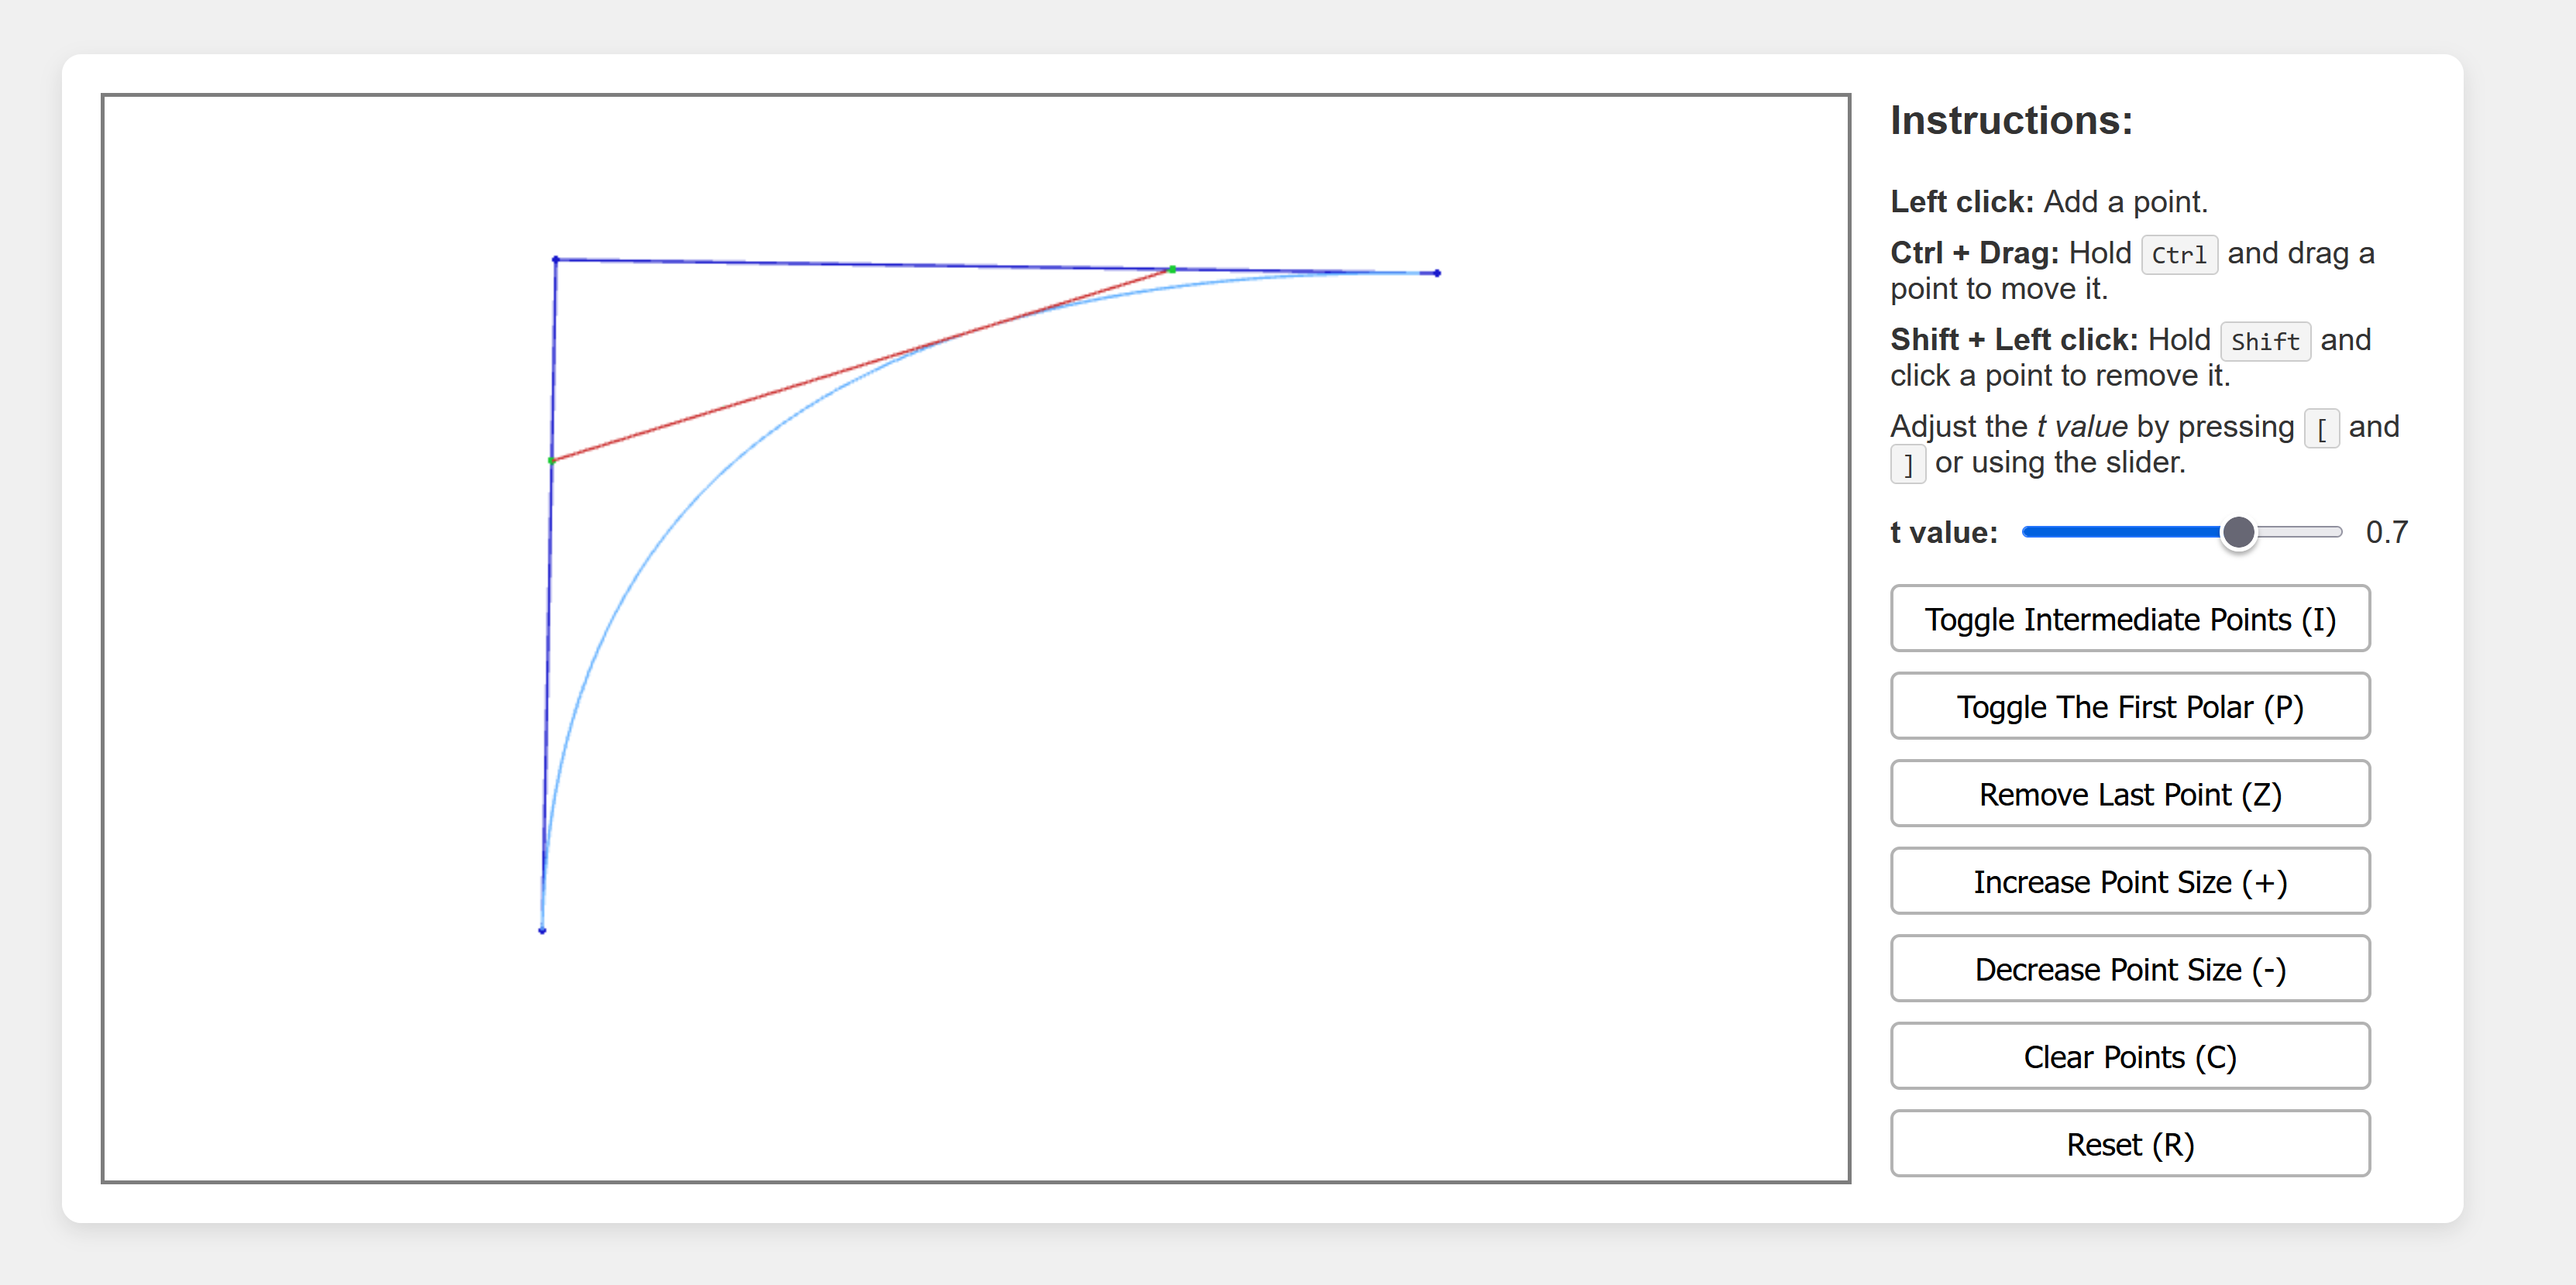 Instructions:
Left click: Add a point.
Ctrl + Drag: Hold Ctrl and drag a
point to move it.
Shift + Left click: Hold Shift and
click a point to remove it.
Adjust the t value by pressing [ and
] or using the slider.
t value: 0.7
Toggle Intermediate Points (I)
Toggle The First Polar (P)
Remove Last Point (Z)
Increase Point Size (+)
Decrease Point Size (-)
Clear Points (C)
Reset (R)